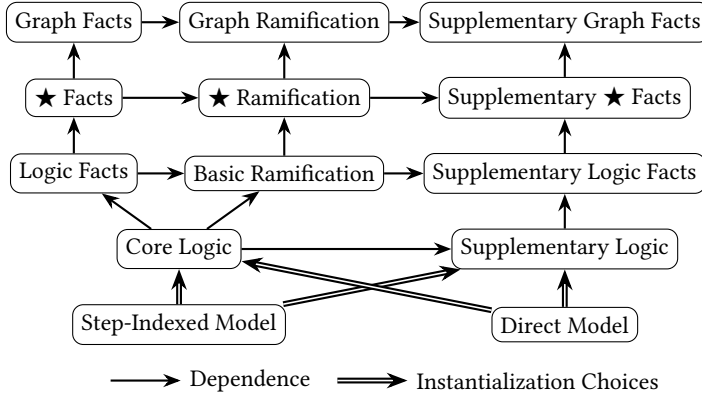 Graph Facts Graph Ramification Supplementary Graph Facts
★ Facts ★ Ramification Supplementary ★ Facts
Logic Facts Basic Ramification Supplementary Logic Facts
Core Logic Supplementary Logic
Step-Indexed Model Direct Model
Dependence Instantialization Choices